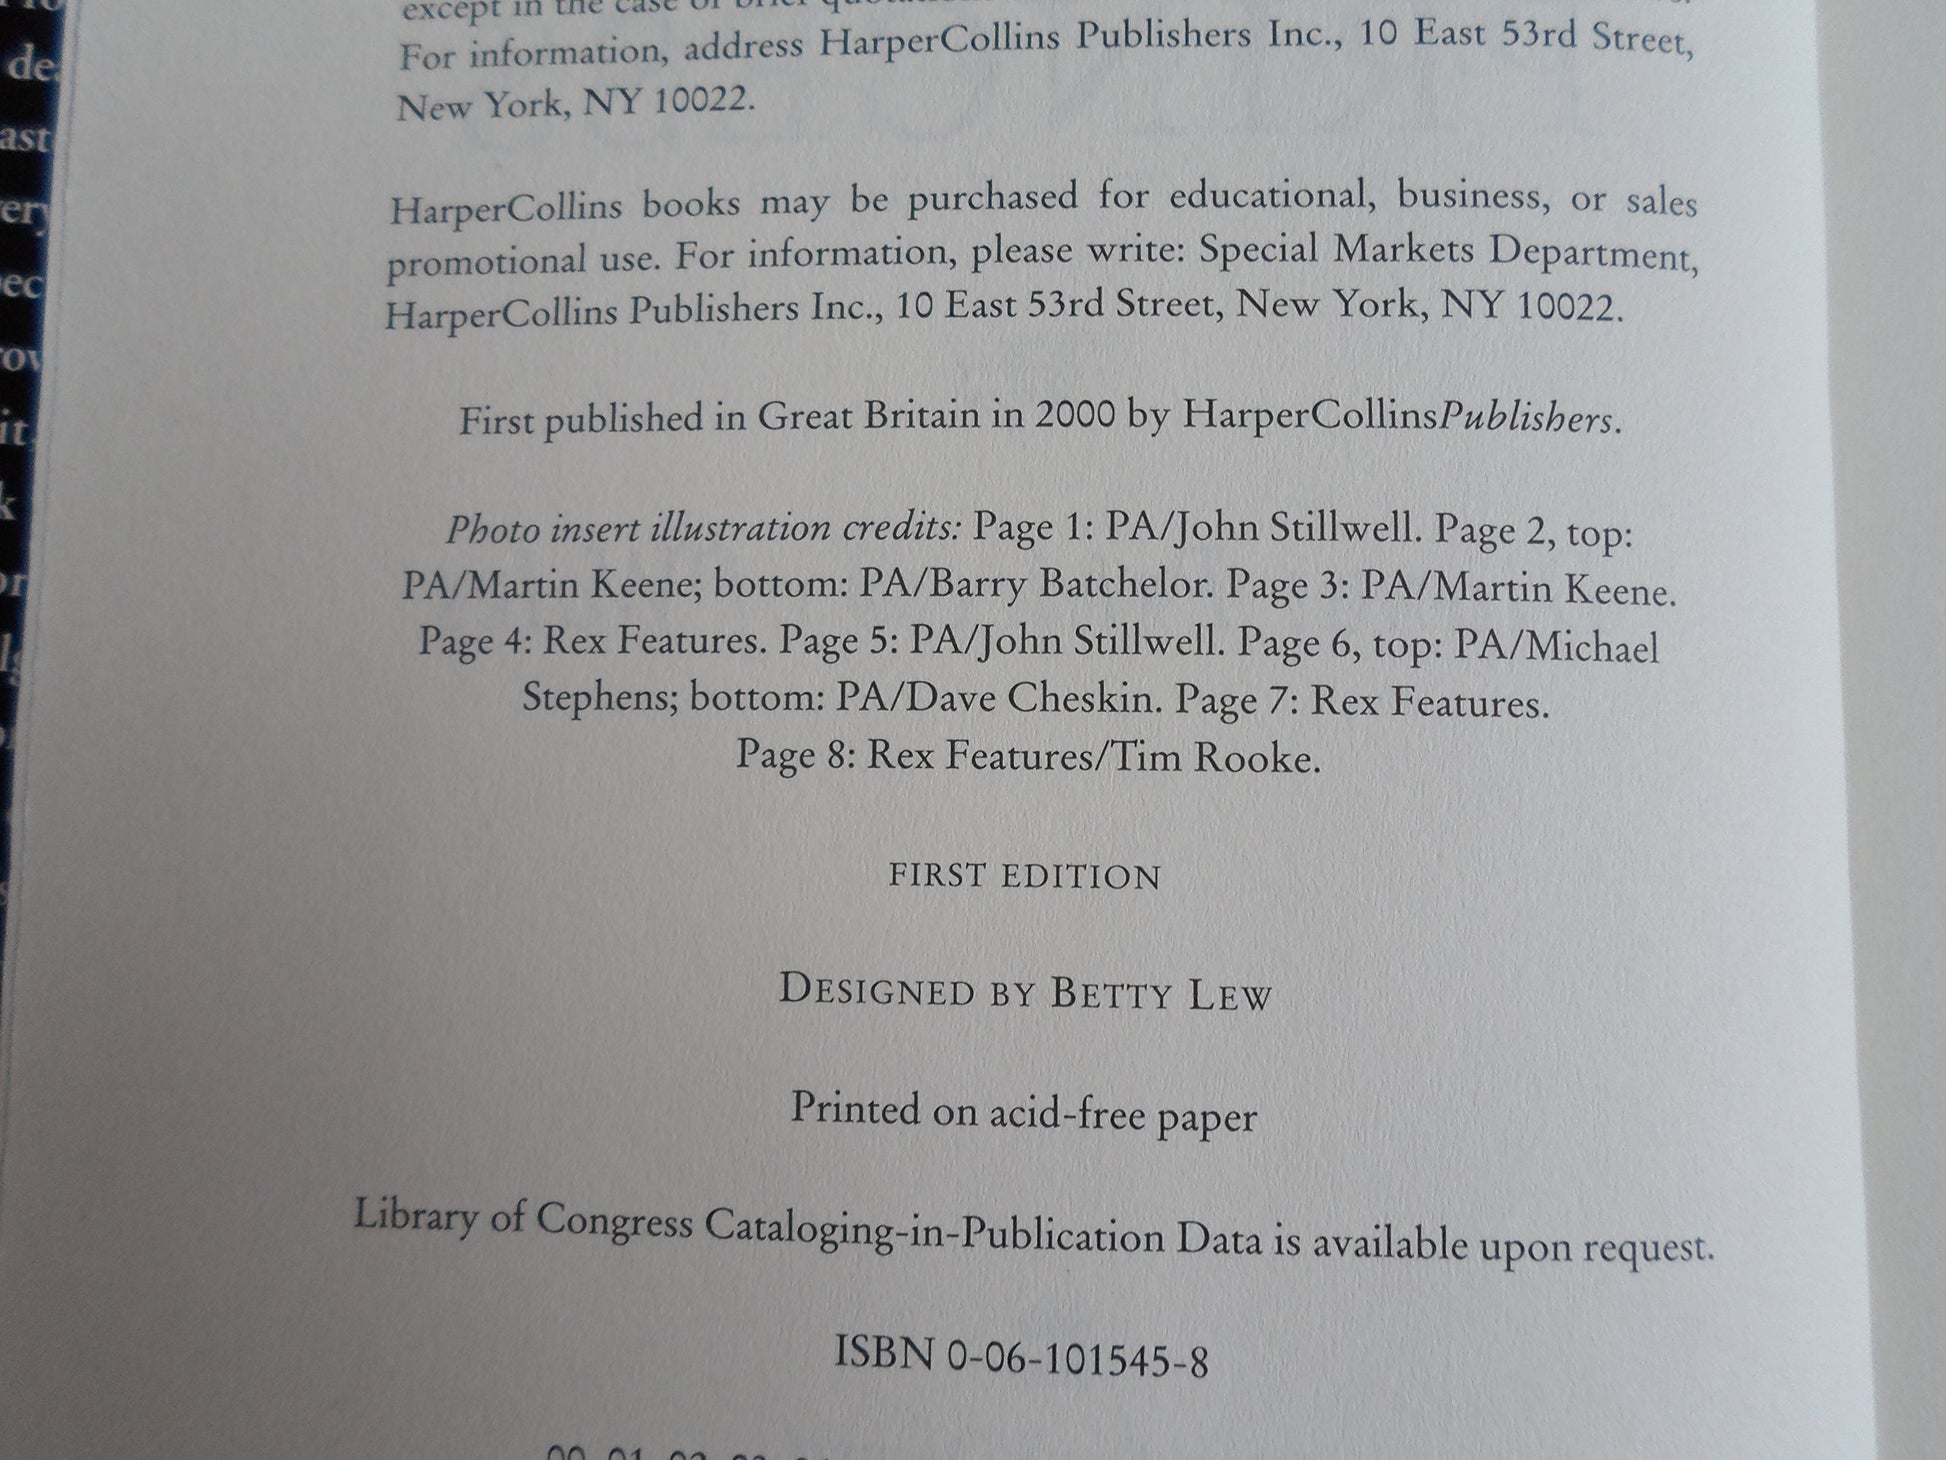 except in the case of brief
For information, address HarperCollins Publishers Inc., 10 East 53rd Street,
New York, NY 10022.
HarperCollins books may be purchased for educational, business, or sales
promotional use. For information, please write: Special Markets Department,
HarperCollins Publishers Inc., 10 East 53rd Street, New York, NY 10022.
First published in Great Britain in 2000 by HarperCollinsPublishers.
Photo insert illustration credits: Page 1: PA/John Stillwell. Page 2, top:
PA/Martin Keene; bottom: PA/Barry Batchelor. Page 3: PA/Martin Keene.
Page 4: Rex Features. Page 5: PA/John Stillwell. Page 6, top: PA/Michael
Stephens; bottom: PA/Dave Cheskin. Page 7: Rex Features.
Page 8: Rex Features/Tim Rooke.
FIRST EDITION
DESIGNED BY BETTY LEW
Printed on acid-free paper
Library of Congress Cataloging-in-Publication Data is available upon request.
ISBN 0-06-101545-8